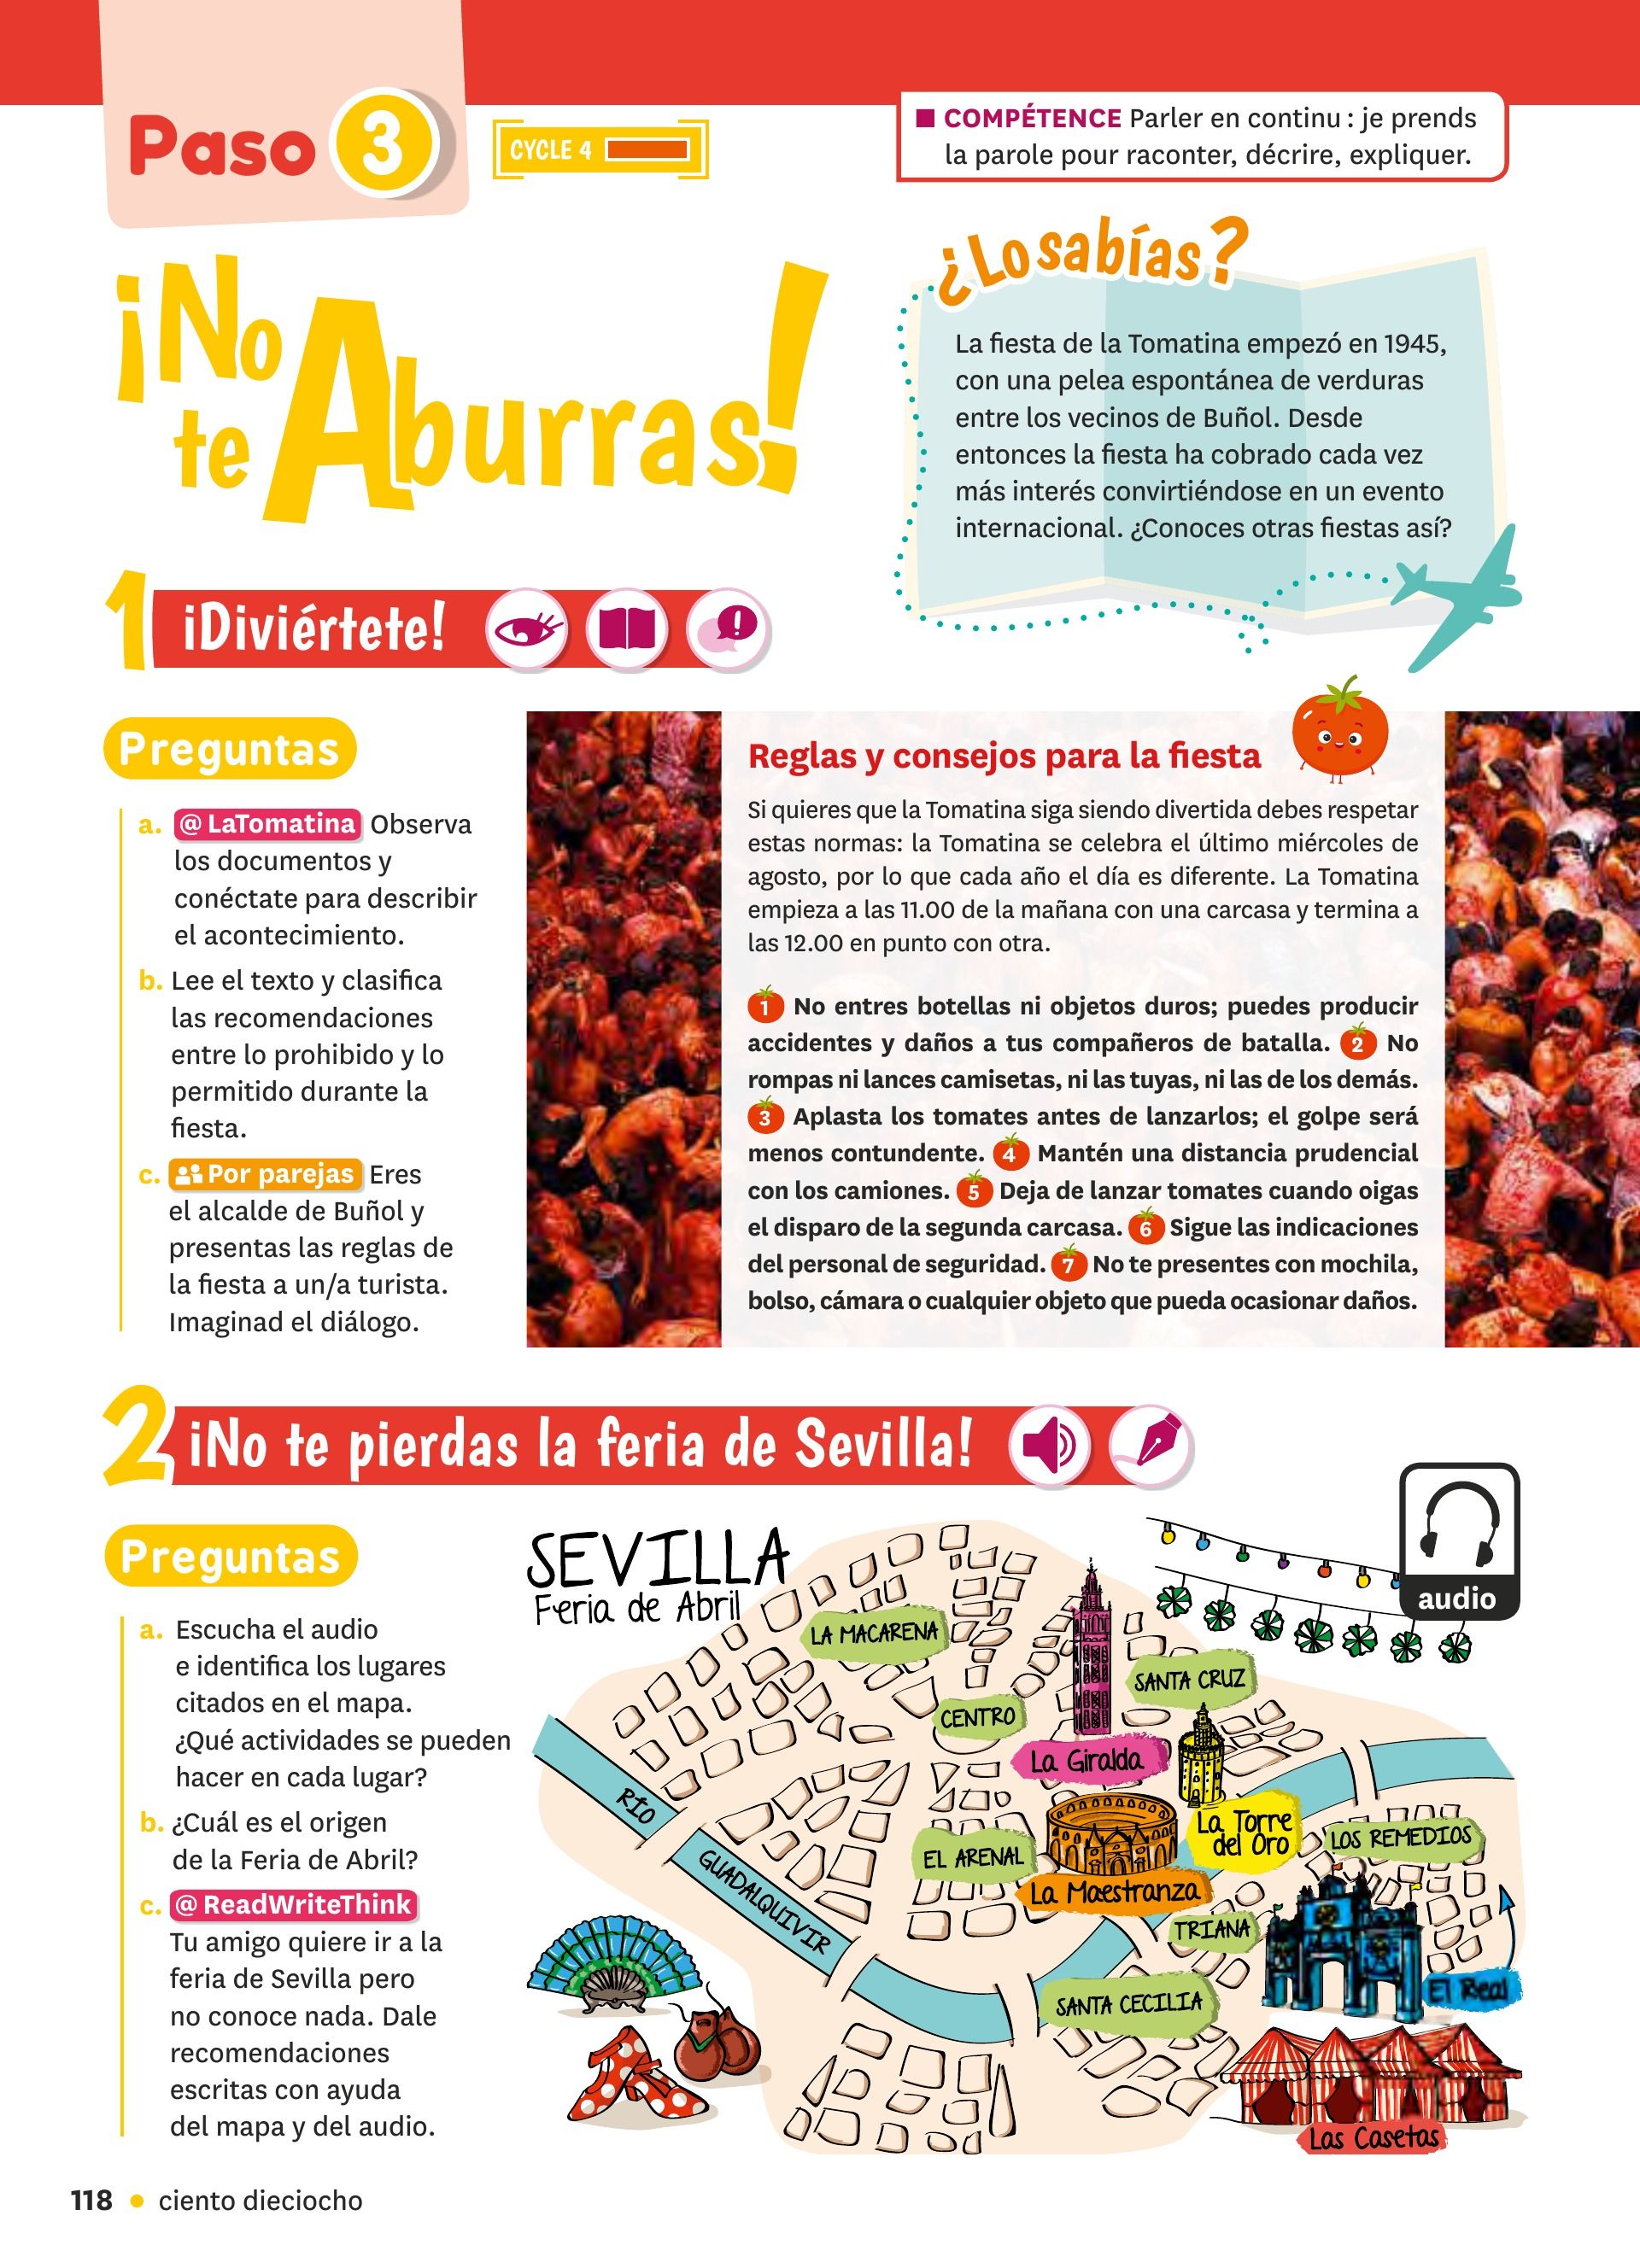 Paso 3
CYCLE 4
■ COMPÉTENCE Parler en continu : je prends
la parole pour raconter, décrire, expliquer.
¡No
te Aburras!
¿Lo sabías?
La fiesta de la Tomatina empezó en 1945,
con una pelea espontánea de verduras
entre los vecinos de Buñol. Desde
entonces la fiesta ha cobrado cada vez
más interés convirtiéndose en un evento
internacional. ¿Conoces otras fiestas así?
1 ¡Diviértete!
Preguntas
a. @ LaTomatina Observa
los documentos y
conéctate para describir
el acontecimiento.
b. Lee el texto y clasifica
las recomendaciones
entre lo prohibido y lo
permitido durante la
fiesta.
c. Por parejas Eres
el alcalde de Buñol y
presentas las reglas de
la fiesta a un/a turista.
Imaginad el diálogo.
Reglas y consejos para la fiesta
Si quieres que la Tomatina siga siendo divertida debes respetar
estas normas: la Tomatina se celebra el último miércoles de
agosto, por lo que cada año el día es diferente. La Tomatina
empieza a las 11.00 de la mañana con una carcasa y termina a
las 12.00 en punto con otra.
1 No entres botellas ni objetos duros; puedes producir
accidentes y daños a tus compañeros de batalla. 2 No
rompas ni lances camisetas, ni las tuyas, ni las de los demás.
3 Aplasta los tomates antes de lanzarlos; el golpe será
menos contundente. 4 Mantén una distancia prudencial
con los camiones. 5 Deja de lanzar tomates cuando oigas
el disparo de la segunda carcasa. 6 Sigue las indicaciones
del personal de seguridad. 7 No te presentes con mochila,
bolso, cámara o cualquier objeto que pueda ocasionar daños.
2 ¡No te pierdas la feria de Sevilla!
Preguntas
a. Escucha el audio
e identifica los lugares
citados en el mapa.
¿Qué actividades se pueden
hacer en cada lugar?
b. ¿Cuál es el origen
de la Feria de Abril?
c. @ ReadWriteThink
Tu amigo quiere ir a la
feria de Sevilla pero
no conoce nada. Dale
recomendaciones
escritas con ayuda
del mapa y del audio.
audio
SEVILLA
Feria de Abril
LA MACARENA
SANTA CRUZ
CENTRO
La Giralda
RÍO
GUADALQUIVIR
La Torre
del Oro
LOS REMEDIOS
EL ARENAL
La Maestranza
TRIANA
El Real
SANTA CECILIA
Las Casetas
118 • ciento dieciocho